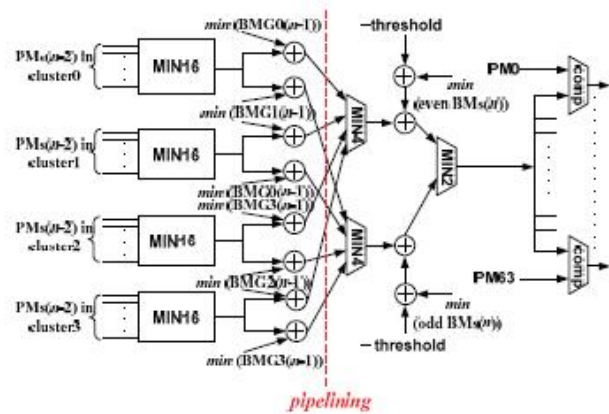 PMs(n-2) in
cluster0
MIN16
min (BMG0(n-1))
min (BMG1(n-1))
PMs(n-2) in
cluster1
MIN16
min (BMG0(n-1))
min (BMG3(n-1))
PMs(n-2) in
cluster2
MIN16
min (BMG2(n-1))
PMs(n-2) in
cluster3
MIN16
min (BMG3(n-1))
pipelining
MIN4
MIN4
−threshold
min
(even BMs(n))
MIN2
min
(odd BMs(n))
−threshold
PM0
comp
PM63
comp